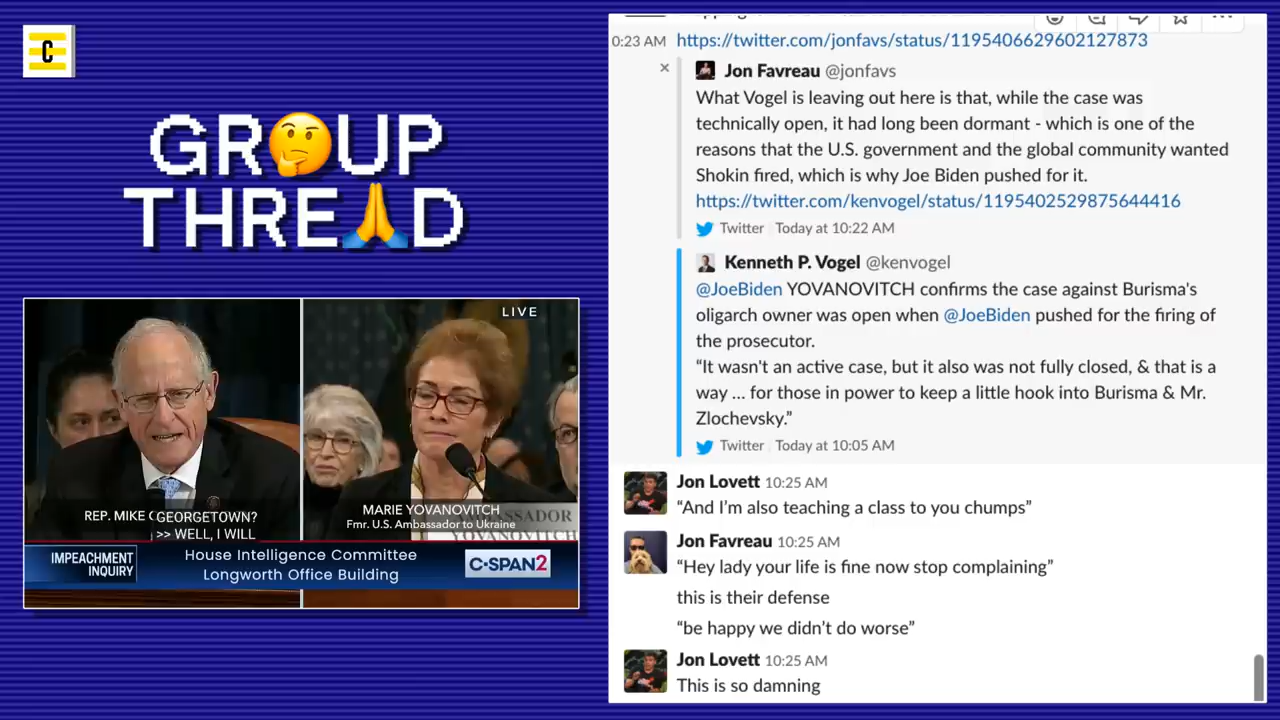 C
GR🤔UP
THRE🙏D
LIVE
REP. MIKE C
GEORGETOWN?
>> WELL, I WILL
MARIE YOVANOVITCH
Fmr. U.S. Ambassador to Ukraine
SSADOR
YOVANOVITCH
IMPEACHMENT
INQUIRY
House Intelligence Committee
Longworth Office Building
C-SPAN2
0:23 AM https://twitter.com/jonfavs/status/1195406629602127873
× Jon Favreau @jonfavs
What Vogel is leaving out here is that, while the case was
technically open, it had long been dormant - which is one of the
reasons that the U.S. government and the global community wanted
Shokin fired, which is why Joe Biden pushed for it.
https://twitter.com/kenvogel/status/1195402529875644416
Twitter | Today at 10:22 AM
Kenneth P. Vogel @kenvogel
@JoeBiden YOVANOVITCH confirms the case against Burisma's
oligarch owner was open when @JoeBiden pushed for the firing of
the prosecutor.
“It wasn't an active case, but it also was not fully closed, & that is a
way ... for those in power to keep a little hook into Burisma & Mr.
Zlochevsky.”
Twitter | Today at 10:05 AM
Jon Lovett 10:25 AM
“And I’m also teaching a class to you chumps”
Jon Favreau 10:25 AM
“Hey lady your life is fine now stop complaining”
this is their defense
“be happy we didn’t do worse”
Jon Lovett 10:25 AM
This is so damning